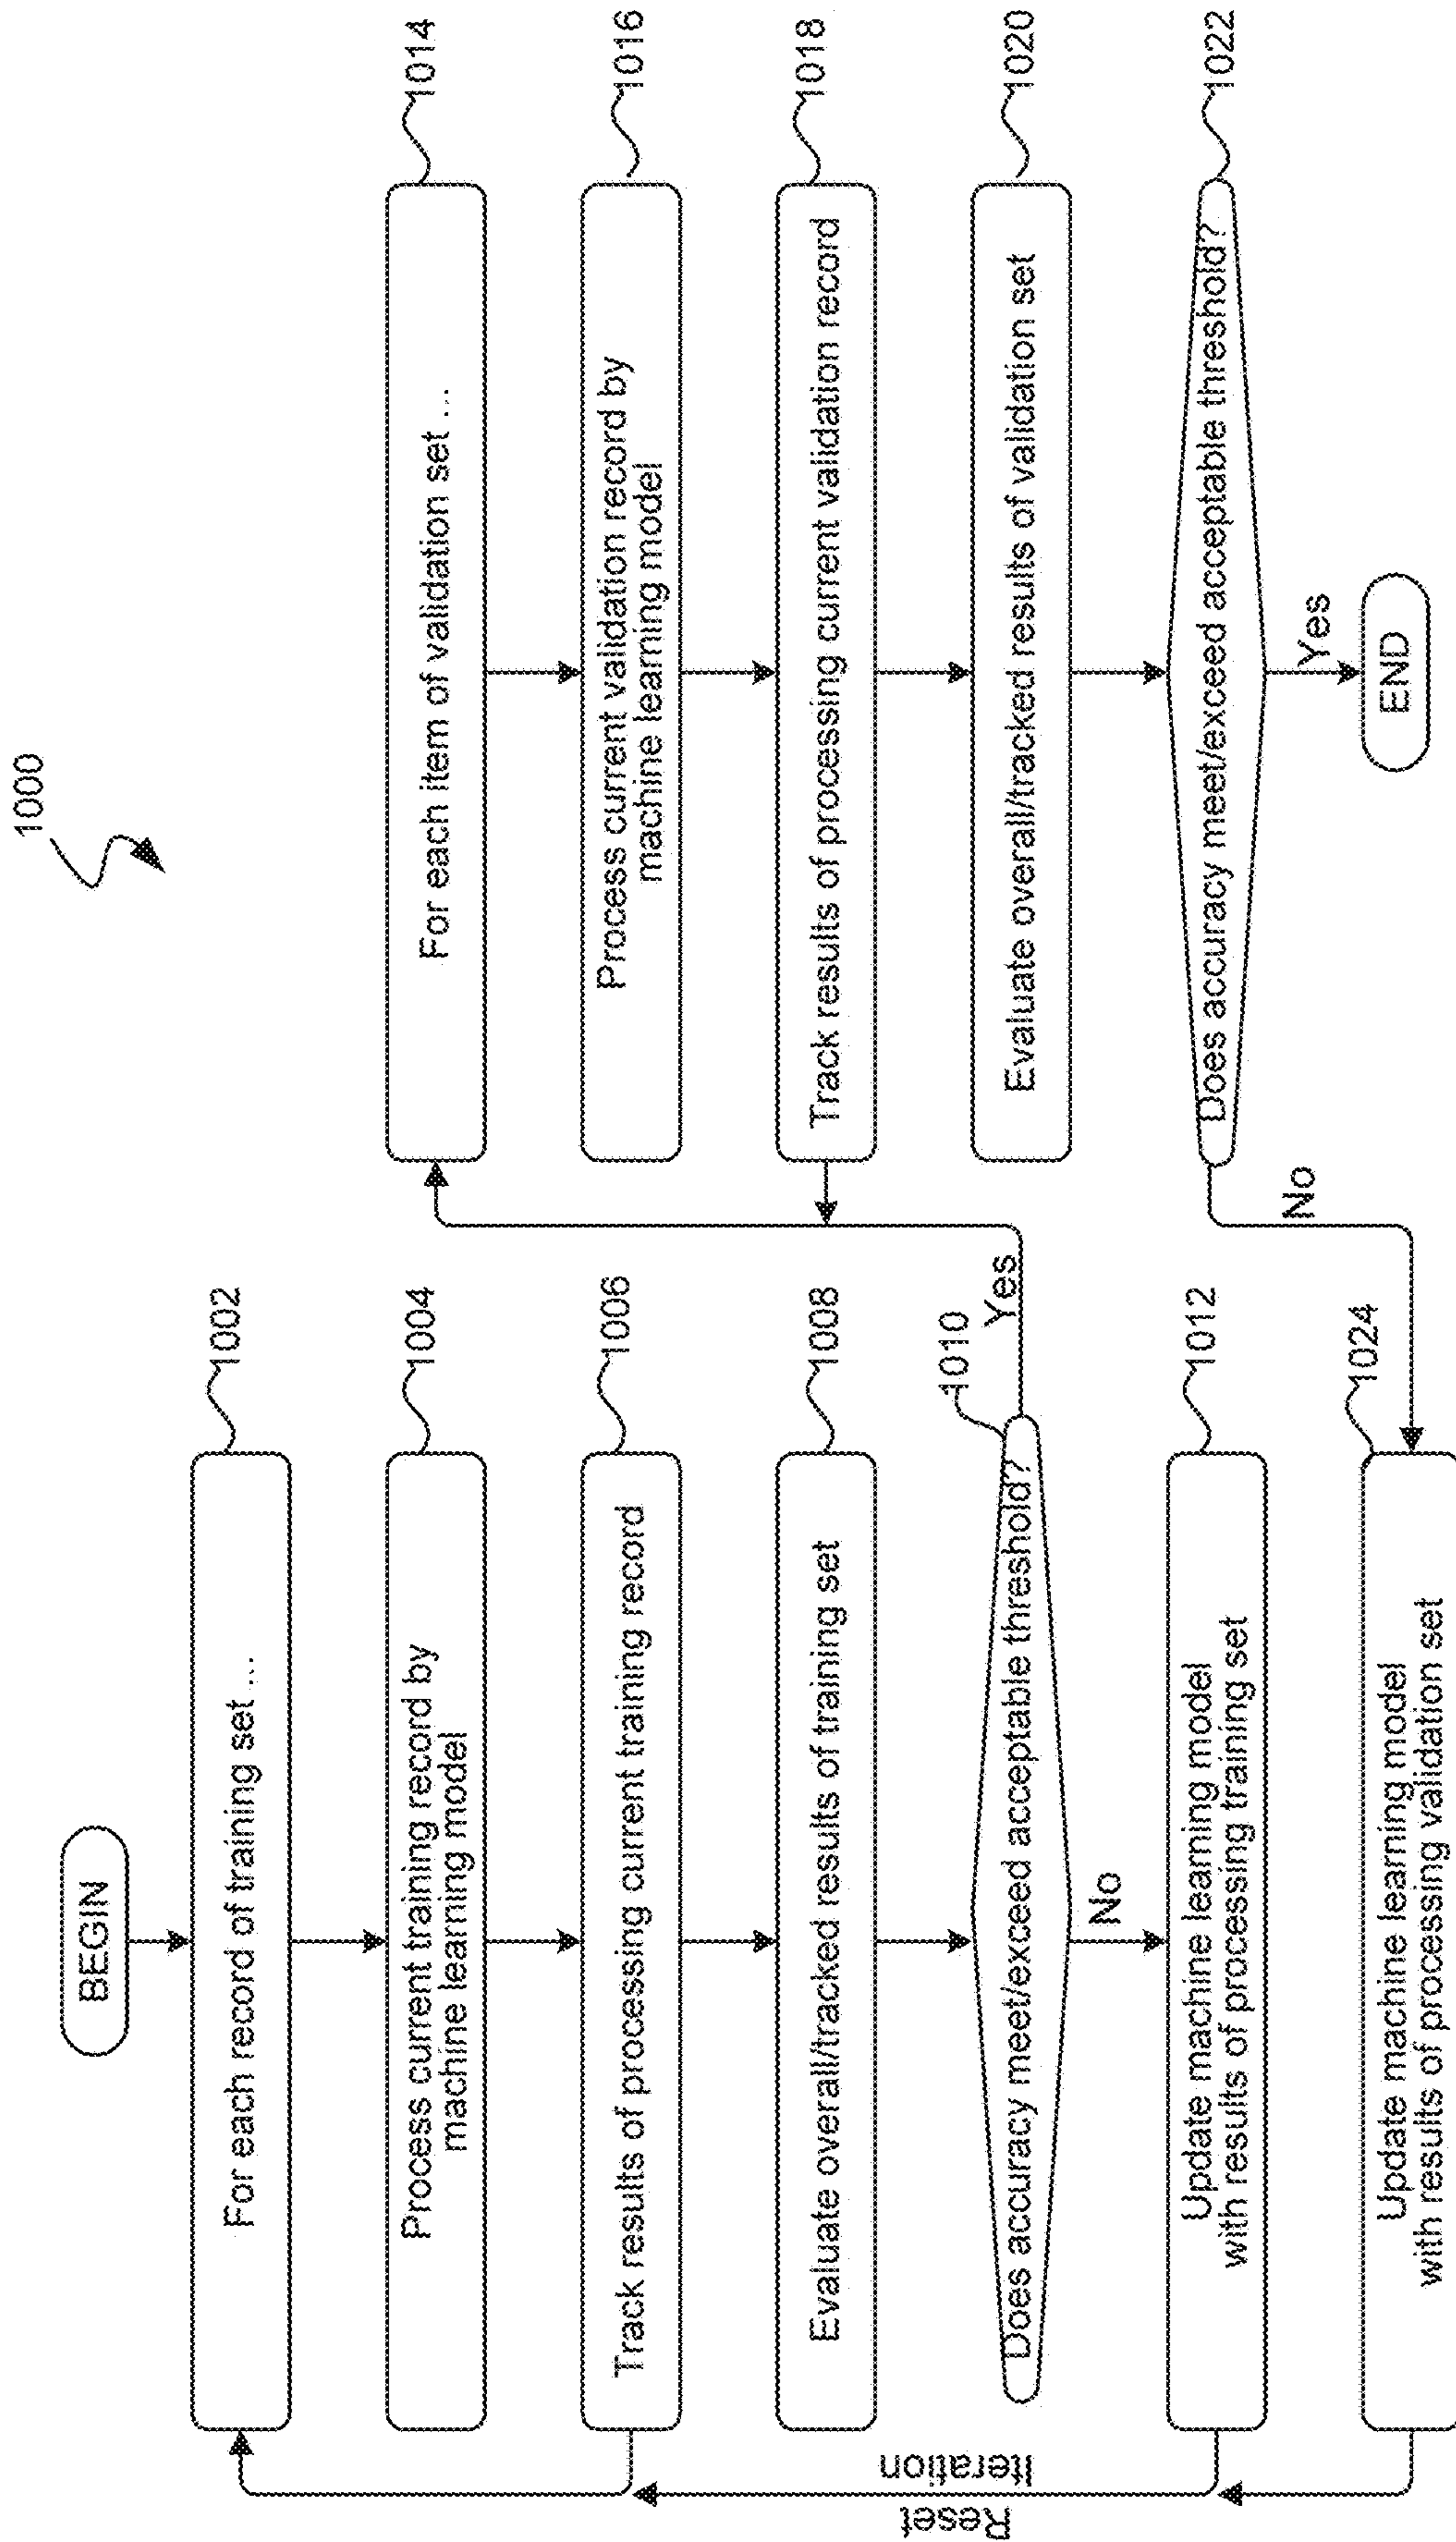 1000
BEGIN
For each record of training set ...
1002
Process current training record by
machine learning model
1004
Track results of processing current training record
1006
Evaluate overall/tracked results of training set
1008
Does accuracy meet/exceed acceptable threshold?
1010
Yes
No
Update machine learning model
with results of processing training set
1012
Update machine learning model
with results of processing validation set
1024
Reset
Iteration
For each item of validation set ...
1014
Process current validation record by
machine learning model
1016
Track results of processing current validation record
1018
Evaluate overall/tracked results of validation set
1020
Does accuracy meet/exceed acceptable threshold?
1022
No
Yes
END